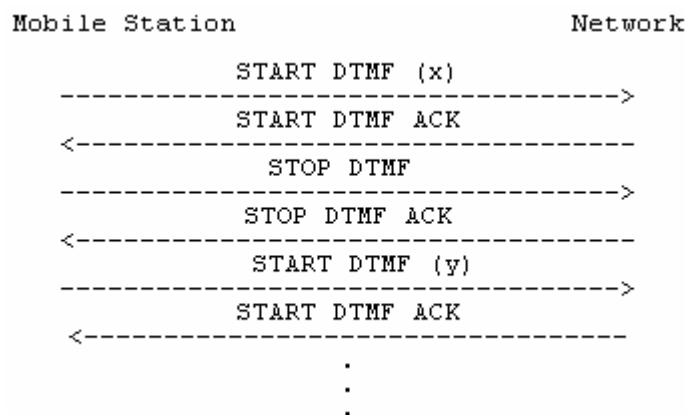 Mobile Station Network
START DTMF (x)
----------------------------------->
START DTMF ACK
<-----------------------------------
STOP DTMF
----------------------------------->
STOP DTMF ACK
<-----------------------------------
START DTMF (y)
----------------------------------->
START DTMF ACK
<----------------------------------
.
.
.